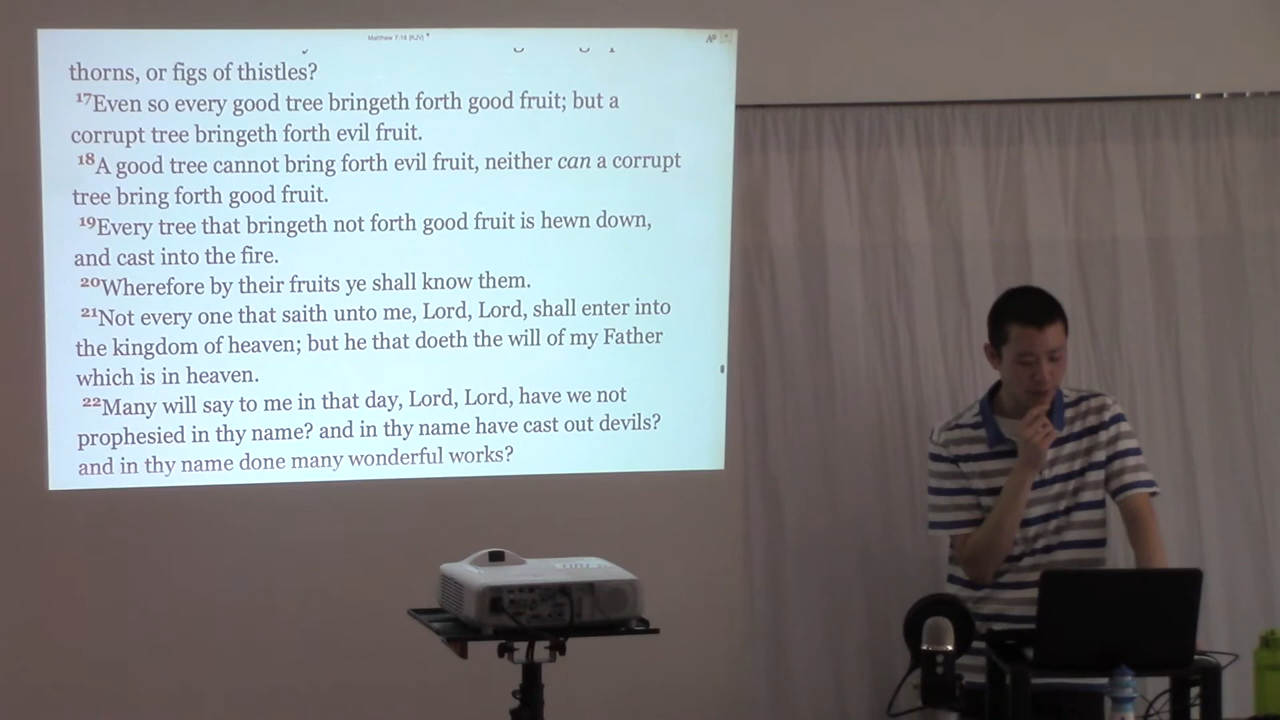 Matthew 7:16 (KJV)
thorns, or figs of thistles?
17Even so every good tree bringeth forth good fruit; but a
corrupt tree bringeth forth evil fruit.
18A good tree cannot bring forth evil fruit, neither can a corrupt
tree bring forth good fruit.
19Every tree that bringeth not forth good fruit is hewn down,
and cast into the fire.
20Wherefore by their fruits ye shall know them.
21Not every one that saith unto me, Lord, Lord, shall enter into
the kingdom of heaven; but he that doeth the will of my Father
which is in heaven.
22Many will say to me in that day, Lord, Lord, have we not
prophesied in thy name? and in thy name have cast out devils?
and in thy name done many wonderful works?